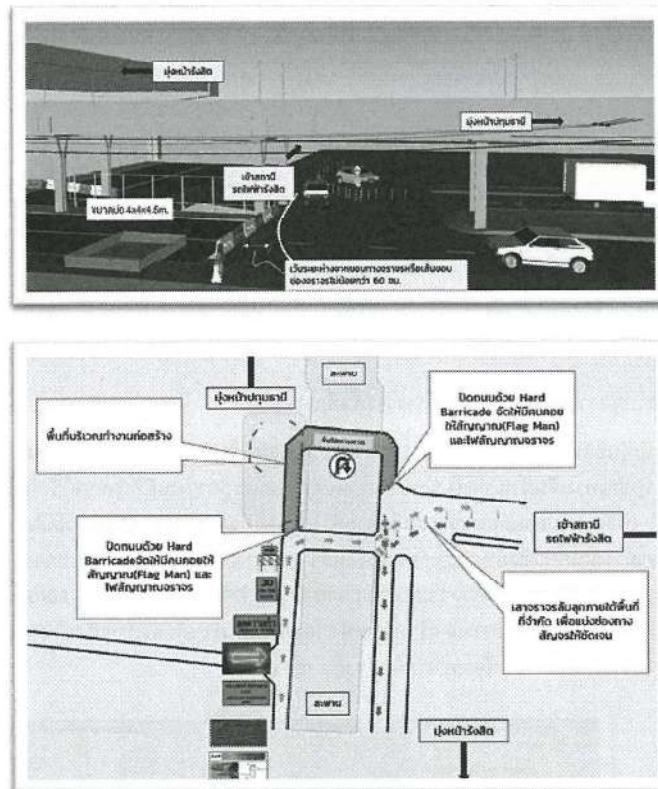 มุ่งหน้ารังสิต
มุ่งหน้าปทุมธานี
เข้าสถานี
รถไฟฟ้ารังสิต
ขนาดบ่อ 4x4x4.6m.
เว้นระยะห่างจากขอบทางจราจรหรือเส้นขอบ
ช่องจราจรไม่น้อยกว่า 60 ซม.
สะพาน
มุ่งหน้าปทุมธานี
ปิดถนนด้วย Hard
Barricade จัดให้มีคนคอย
ให้สัญญาณ(Flag Man)
และไฟสัญญาณจราจร
พื้นที่บริเวณทำงานก่อสร้าง
เข้าสถานี
รถไฟฟ้ารังสิต
ปิดถนนด้วย Hard
Barricadeจัดให้มีคนคอยให้
สัญญาณ(Flag Man) และ
ไฟสัญญาณจราจร
30
ลดความเร็ว
เสาจราจรล้มลุกภายใต้พื้นที่
ที่จำกัด เพื่อแบ่งช่องทาง
สัญจรให้ชัดเจน
สะพาน
มุ่งหน้ารังสิต